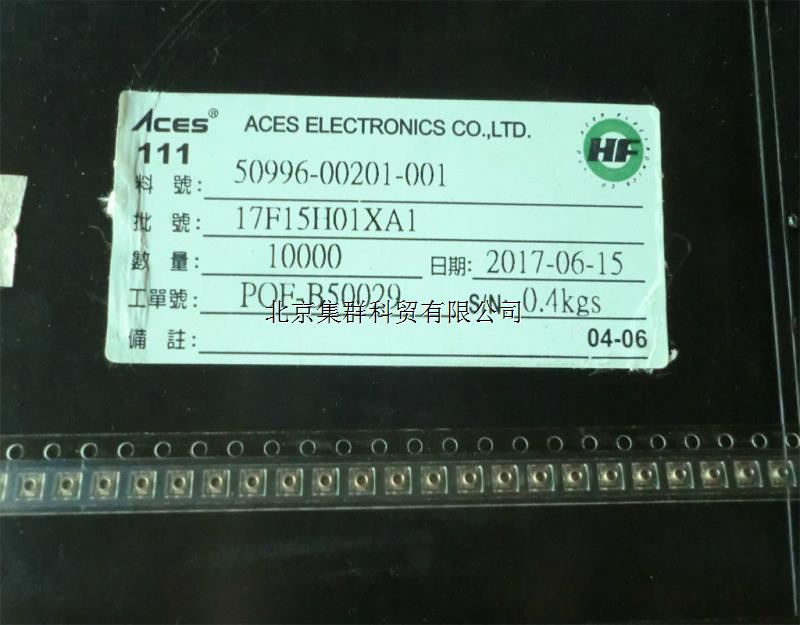 ACES® ACES ELECTRONICS CO.,LTD.
HF
111
料 號: 50996-00201-001
批 號: 17F15H01XA1
數 量: 10000 日期: 2017-06-15
工單號: PQF-B50029 S/N: 0.4kgs
北京集群科贸有限公司
備 註:
04-06